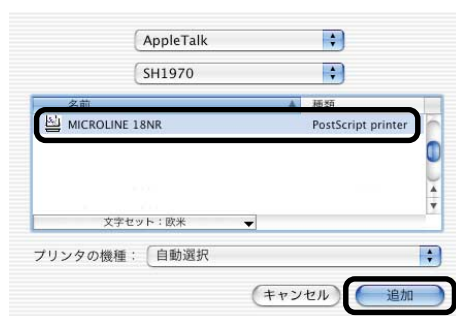 AppleTalk
SH1970
名前 種類
MICROLINE 18NR PostScript printer
文字セット：欧米
プリンタの機種： 自動選択
キャンセル 追加